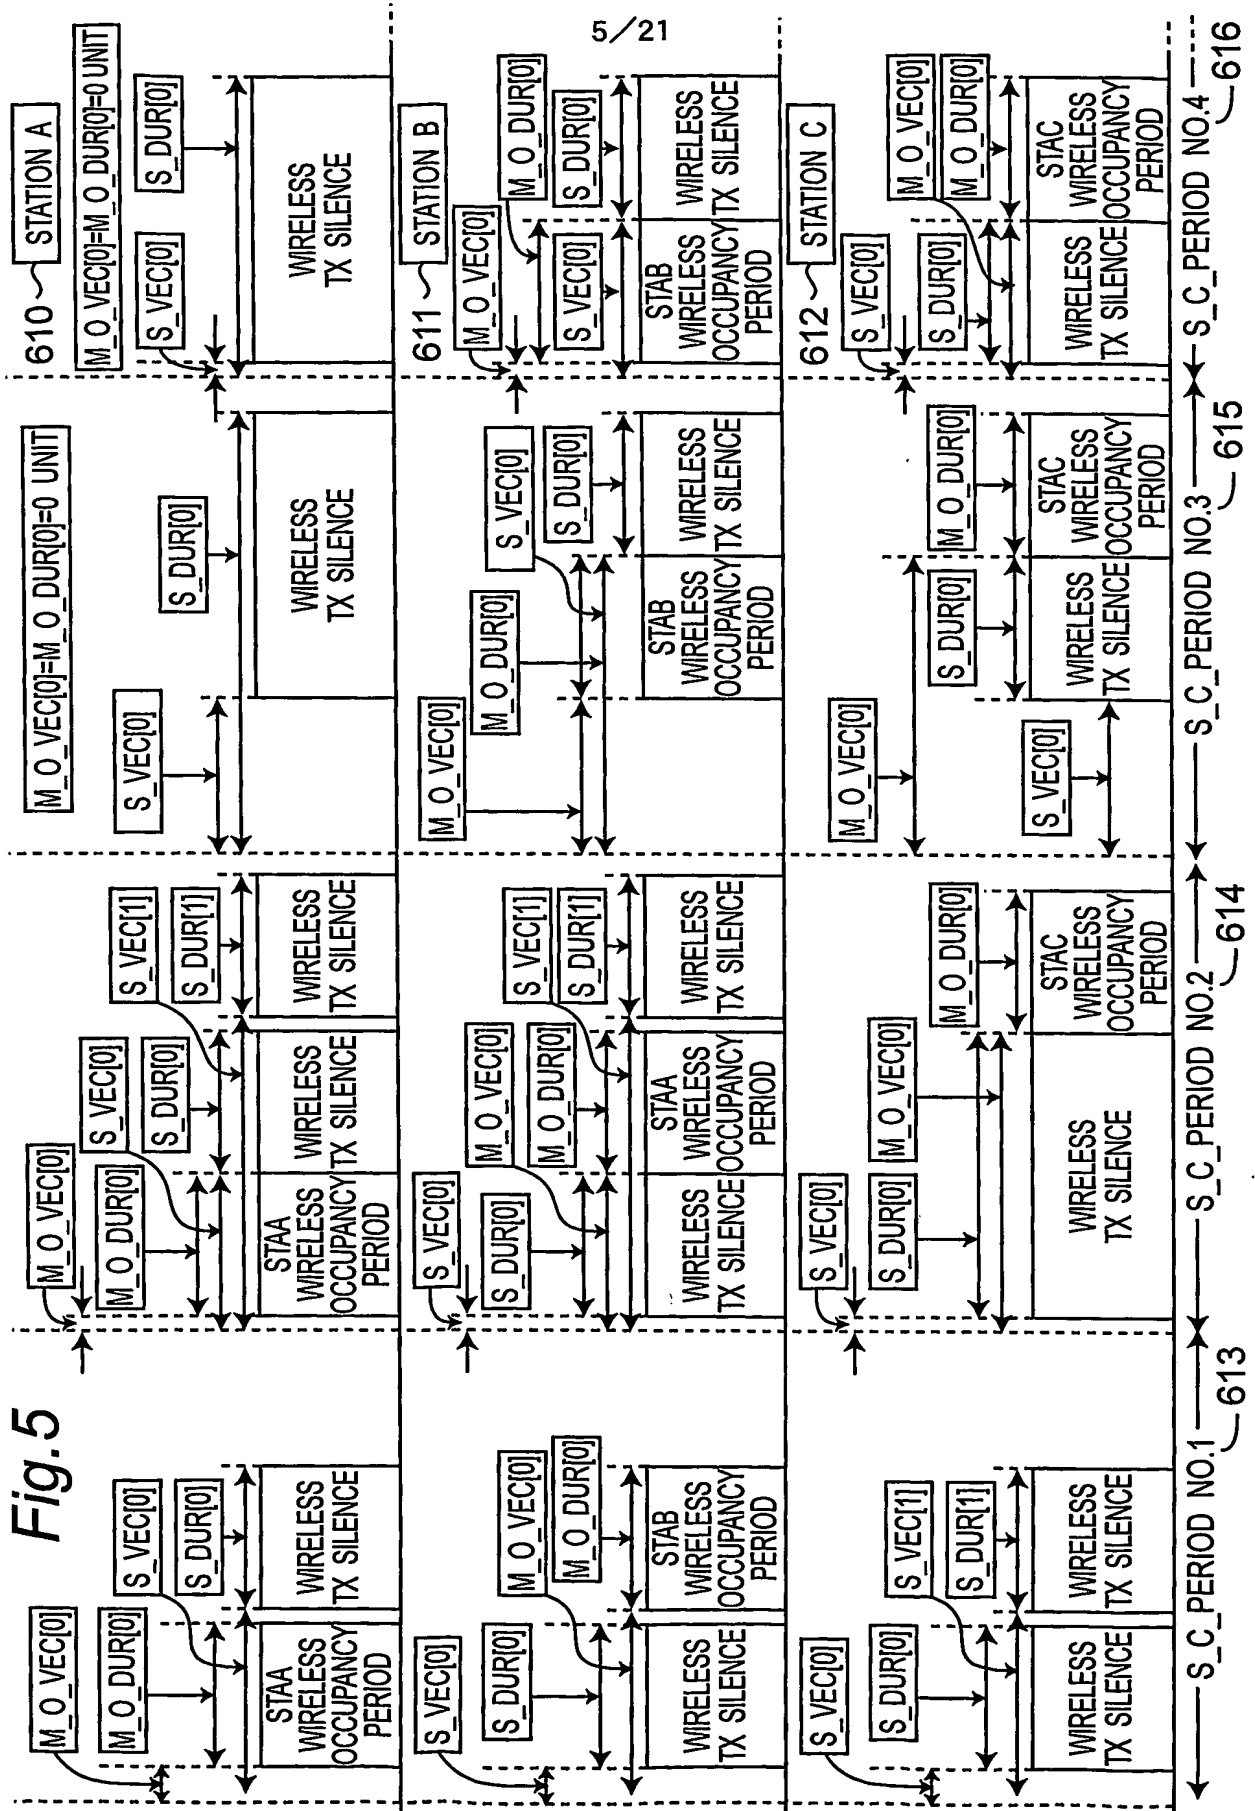 5/21
Fig.5
610
STATION A
M_O_VEC[0]
M_O_DUR[0]
S_VEC[0]
S_DUR[0]
STAA
WIRELESS
OCCUPANCY
PERIOD
WIRELESS
TX SILENCE
M_O_VEC[0]
M_O_DUR[0]
S_VEC[0]
S_DUR[0]
S_VEC[1]
S_DUR[1]
STAA
WIRELESS
OCCUPANCY
PERIOD
WIRELESS
TX SILENCE
WIRELESS
TX SILENCE
M_O_VEC[0]=M_O_DUR[0]=0 UNIT
S_VEC[0]
S_DUR[0]
WIRELESS
TX SILENCE
M_O_VEC[0]=M_O_DUR[0]=0 UNIT
S_VEC[0]
S_DUR[0]
WIRELESS
TX SILENCE
611
STATION B
S_VEC[0]
S_DUR[0]
M_O_VEC[0]
M_O_DUR[0]
WIRELESS
TX SILENCE
STAB
WIRELESS
OCCUPANCY
PERIOD
S_VEC[0]
S_DUR[0]
M_O_VEC[0]
M_O_DUR[0]
S_VEC[1]
S_DUR[1]
WIRELESS
TX SILENCE
STAA
WIRELESS
OCCUPANCY
PERIOD
WIRELESS
TX SILENCE
M_O_VEC[0]
M_O_DUR[0]
S_VEC[0]
S_DUR[0]
STAB
WIRELESS
OCCUPANCY
PERIOD
WIRELESS
TX SILENCE
M_O_VEC[0]
M_O_DUR[0]
S_VEC[0]
S_DUR[0]
STAB
WIRELESS
OCCUPANCY
PERIOD
WIRELESS
TX SILENCE
612
STATION C
S_VEC[0]
S_DUR[0]
S_VEC[1]
S_DUR[1]
WIRELESS
TX SILENCE
WIRELESS
TX SILENCE
S_VEC[0]
S_DUR[0]
M_O_VEC[0]
M_O_DUR[0]
WIRELESS
TX SILENCE
STAC
WIRELESS
OCCUPANCY
PERIOD
M_O_VEC[0]
S_VEC[0]
S_DUR[0]
M_O_DUR[0]
WIRELESS
TX SILENCE
STAC
WIRELESS
OCCUPANCY
PERIOD
S_VEC[0]
S_DUR[0]
M_O_VEC[0]
M_O_DUR[0]
WIRELESS
TX SILENCE
STAC
WIRELESS
OCCUPANCY
PERIOD
S_C_PERIOD NO.1
613
S_C_PERIOD NO.2
614
S_C_PERIOD NO.3
615
S_C_PERIOD NO.4
616